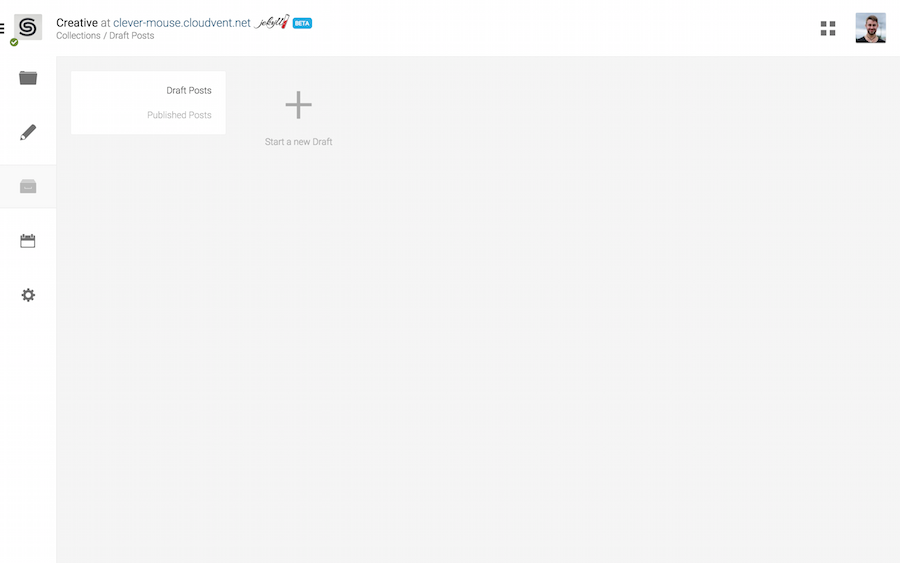 Creative at clever-mouse.cloudvent.net jekyll BETA
Collections / Draft Posts
Draft Posts
Published Posts
Start a new Draft